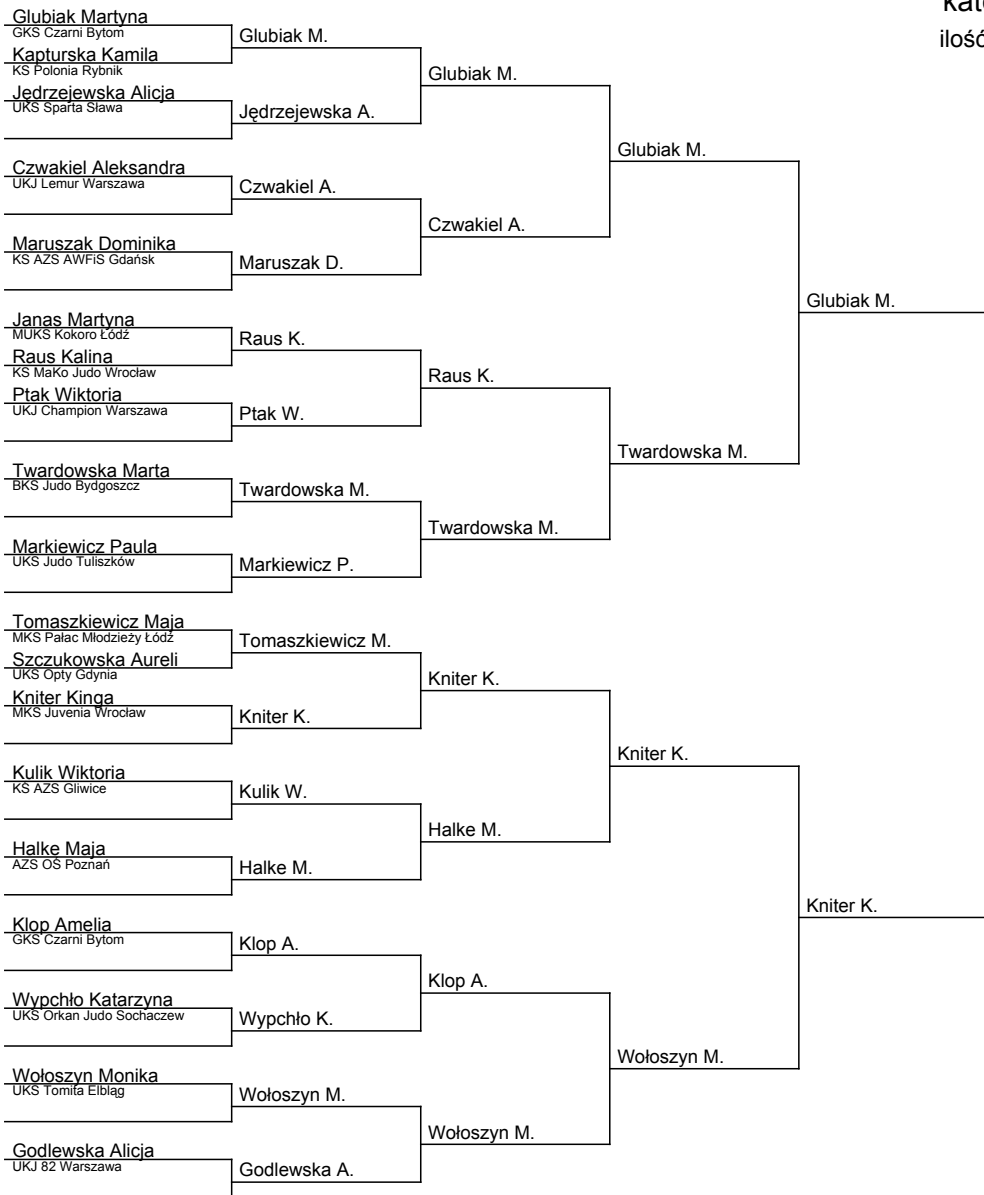 kate
ilość
Glubiak Martyna
GKS Czarni Bytom
Kapturska Kamila
KS Polonia Rybnik
Jędrzejewska Alicja
UKS Sparta Sława
Czwakiel Aleksandra
UKJ Lemur Warszawa
Maruszak Dominika
KS AZS AWFiS Gdańsk
Janas Martyna
MUKS Kokoro Łódź
Raus Kalina
KS MaKo Judo Wrocław
Ptak Wiktoria
UKJ Champion Warszawa
Twardowska Marta
BKS Judo Bydgoszcz
Markiewicz Paula
UKS Judo Tuliszków
Tomaszkiewicz Maja
MKS Pałac Młodzieży Łódź
Szczukowska Aureli
UKS Opty Gdynia
Kniter Kinga
MKS Juvenia Wrocław
Kulik Wiktoria
KŚ AZS Gliwice
Halke Maja
AZS OŚ Poznań
Klop Amelia
GKS Czarni Bytom
Wypchło Katarzyna
UKS Orkan Judo Sochaczew
Wołoszyn Monika
UKS Tomita Elbląg
Godlewska Alicja
UKJ 82 Warszawa
Glubiak M.
Jędrzejewska A.
Czwakiel A.
Maruszak D.
Raus K.
Ptak W.
Twardowska M.
Markiewicz P.
Tomaszkiewicz M.
Kniter K.
Kulik W.
Halke M.
Klop A.
Wypchło K.
Wołoszyn M.
Godlewska A.
Glubiak M.
Czwakiel A.
Raus K.
Twardowska M.
Kniter K.
Halke M.
Klop A.
Wołoszyn M.
Glubiak M.
Twardowska M.
Kniter K.
Wołoszyn M.
Glubiak M.
Kniter K.